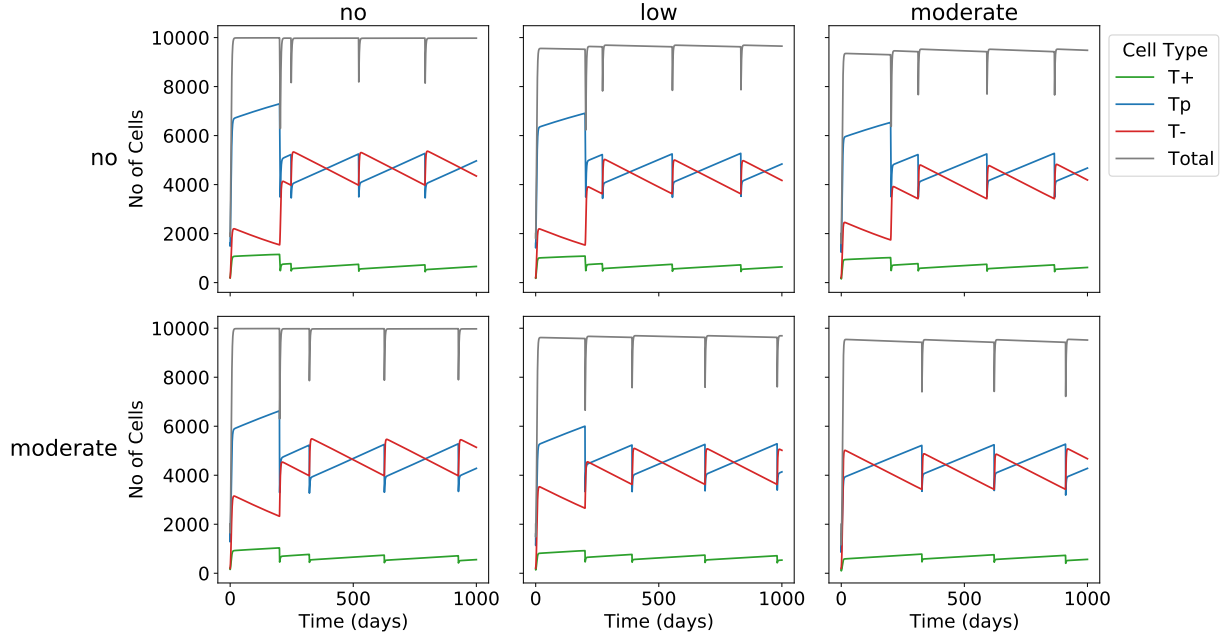 no low moderate
Cell Type
T+
Tp
T-
Total
no
No of Cells
10000
8000
6000
4000
2000
0
moderate
No of Cells
10000
8000
6000
4000
2000
0
0 500 1000 0 500 1000 0 500 1000
Time (days) Time (days) Time (days)